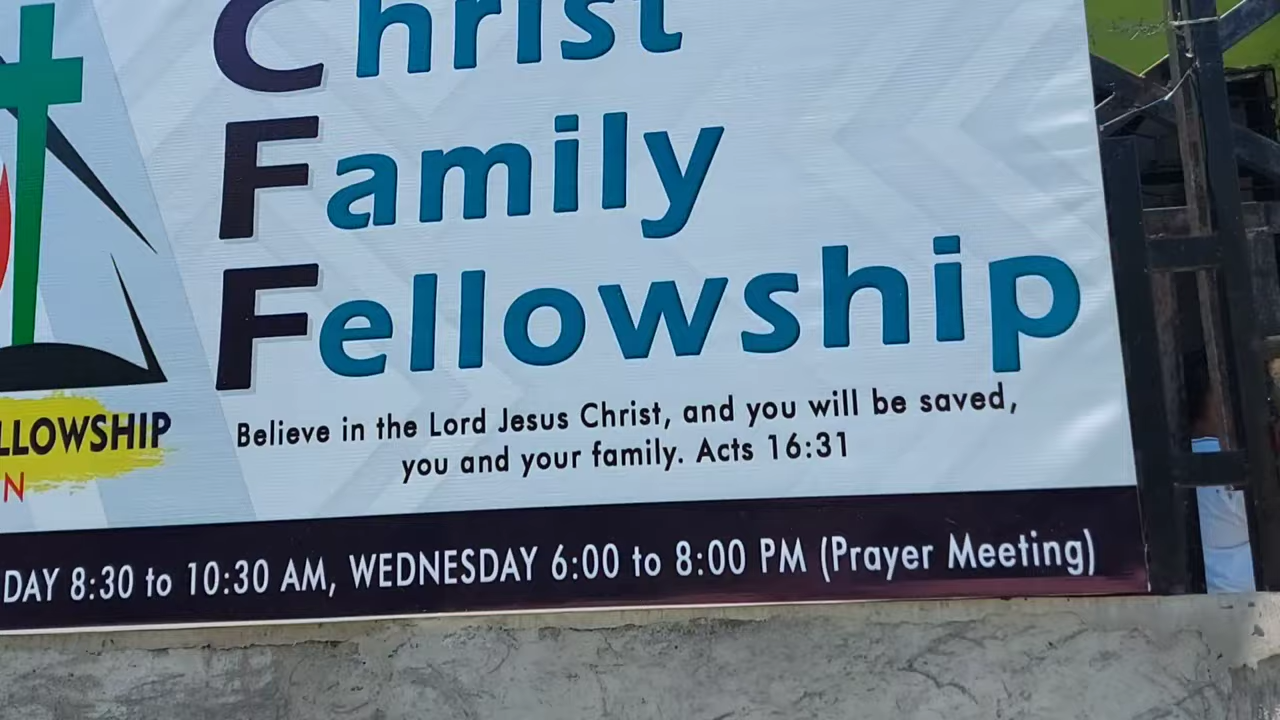 Christ
Family
Fellowship
Believe in the Lord Jesus Christ, and you will be saved,
you and your family. Acts 16:31
LLOWSHIP
N
DAY 8:30 to 10:30 AM, WEDNESDAY 6:00 to 8:00 PM (Prayer Meeting)